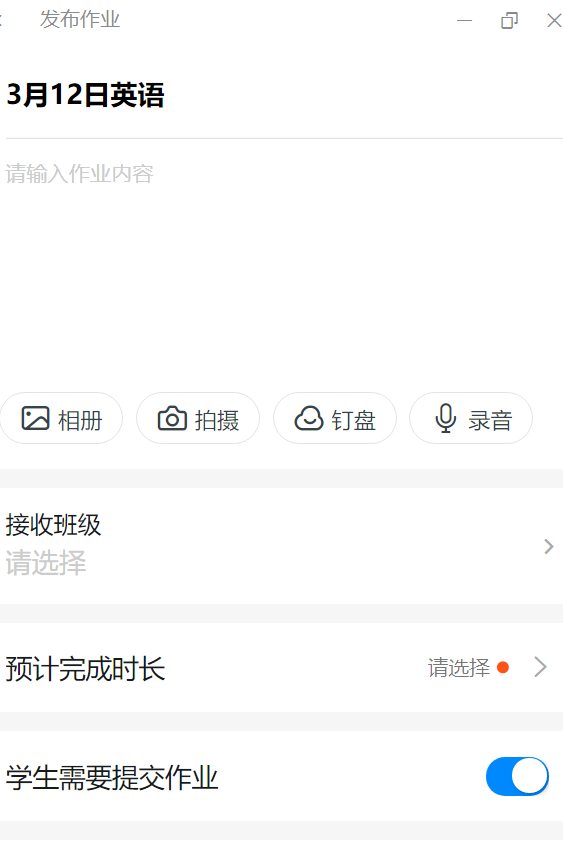 发布作业
3月12日英语
请输入作业内容
相册 拍摄 钉盘 录音
接收班级
请选择
预计完成时长 请选择
学生需要提交作业